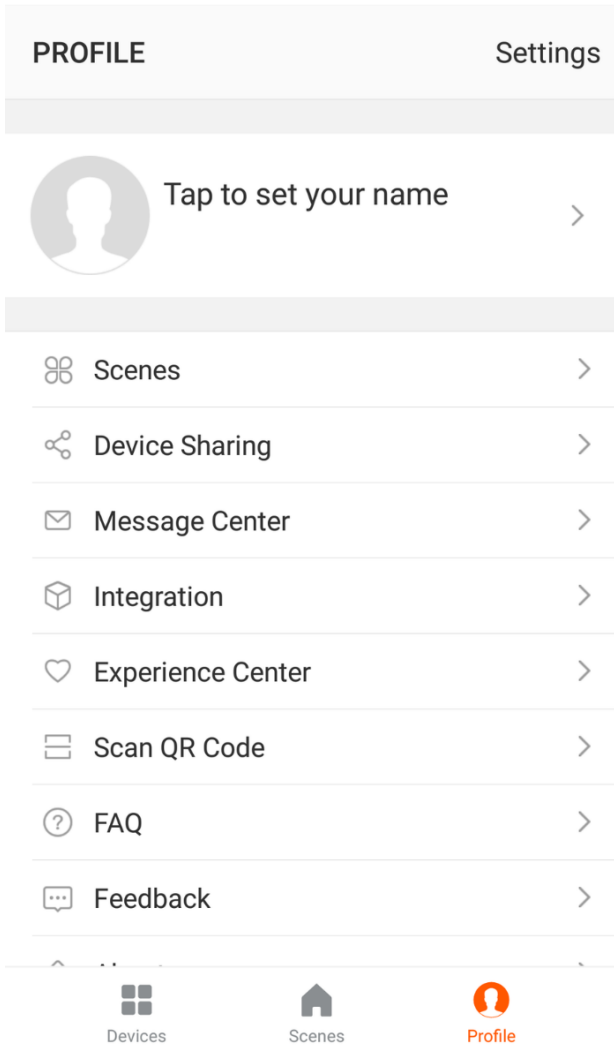 PROFILE Settings
Tap to set your name
Scenes
Device Sharing
Message Center
Integration
Experience Center
Scan QR Code
FAQ
Feedback
Devices Scenes Profile